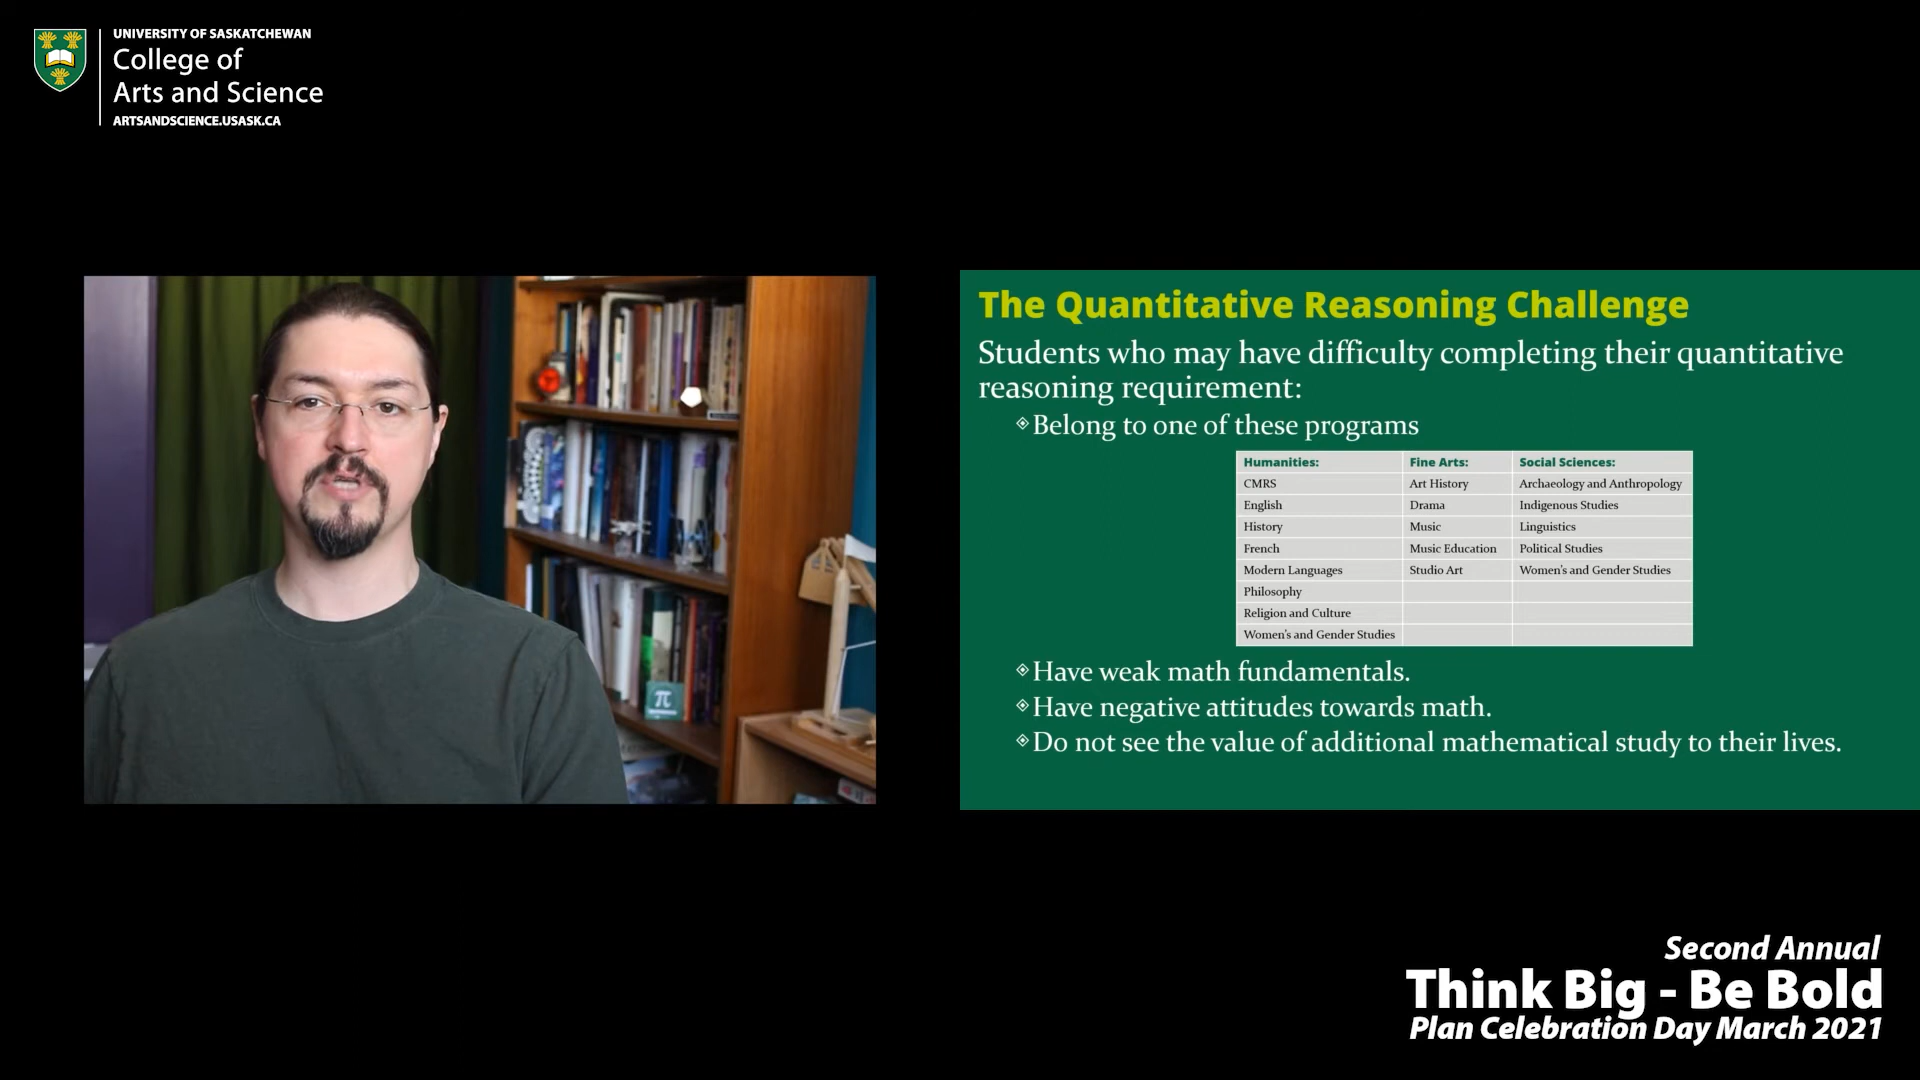 UNIVERSITY OF SASKATCHEWAN
College of
Arts and Science
ARTSANDSCIENCE.USASK.CA
π
The Quantitative Reasoning Challenge
Students who may have difficulty completing their quantitative
reasoning requirement:
Belong to one of these programs
Humanities: Fine Arts: Social Sciences:
CMRS Art History Archaeology and Anthropology
English Drama Indigenous Studies
History Music Linguistics
French Music Education Political Studies
Modern Languages Studio Art Women's and Gender Studies
Philosophy
Religion and Culture
Women's and Gender Studies
Have weak math fundamentals.
Have negative attitudes towards math.
Do not see the value of additional mathematical study to their lives.
Second Annual
Think Big - Be Bold
Plan Celebration Day March 2021